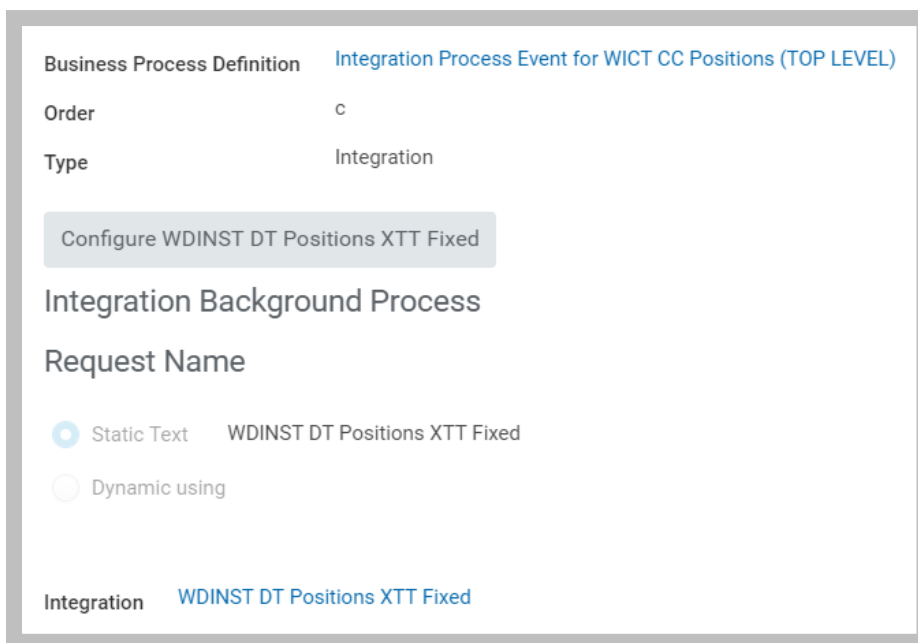 Business Process Definition Integration Process Event for WICT CC Positions (TOP LEVEL)
Order c
Type Integration
Configure WDINST DT Positions XTT Fixed
Integration Background Process
Request Name
Static Text WDINST DT Positions XTT Fixed
Dynamic using
Integration WDINST DT Positions XTT Fixed